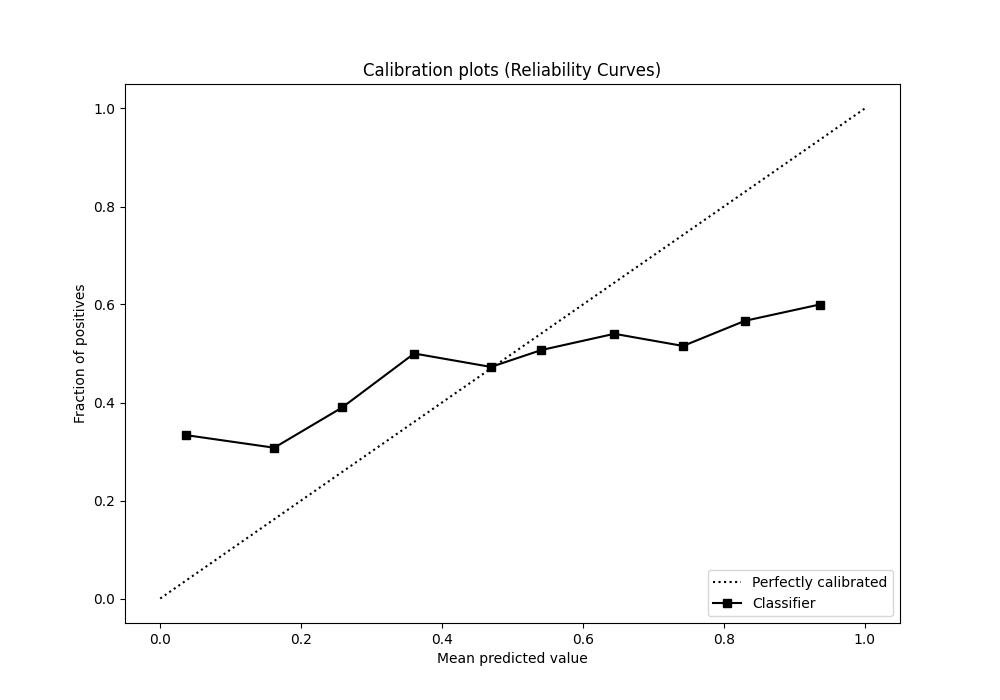 Calibration plots (Reliability Curves)
1.0
0.8
0.6
0.4
0.2
0.0
Fraction of positives
0.0 0.2 0.4 0.6 0.8 1.0
Mean predicted value
Perfectly calibrated
Classifier